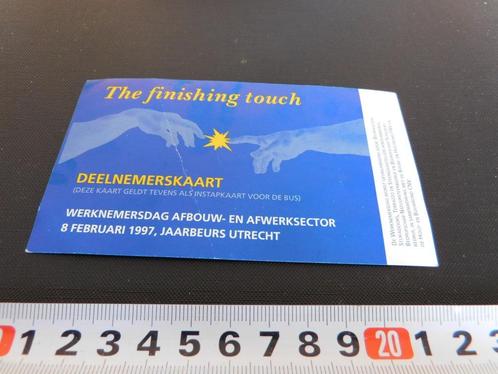 The finishing touch
DEELNEMERSKAART
(DEZE KAART GELDT TEVENS ALS INSTAPKAART VOOR DE BUS)
WERKNEMERSDAG AFBOUW- EN AFWERKSECTOR
8 FEBRUARI 1997, JAARBEURS UTRECHT
1 2 3 4 5 6 7 8 9 20 1 2 3